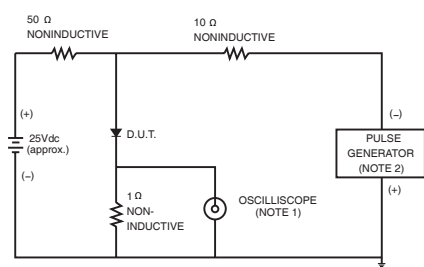 50 Ω
NONINDUCTIVE
10 Ω
NONINDUCTIVE
(+)
25Vdc
(approx.)
(−)
D.U.T.
1 Ω
NON-
INDUCTIVE
OSCILLISCOPE
(NOTE 1)
(−)
PULSE
GENERATOR
(NOTE 2)
(+)